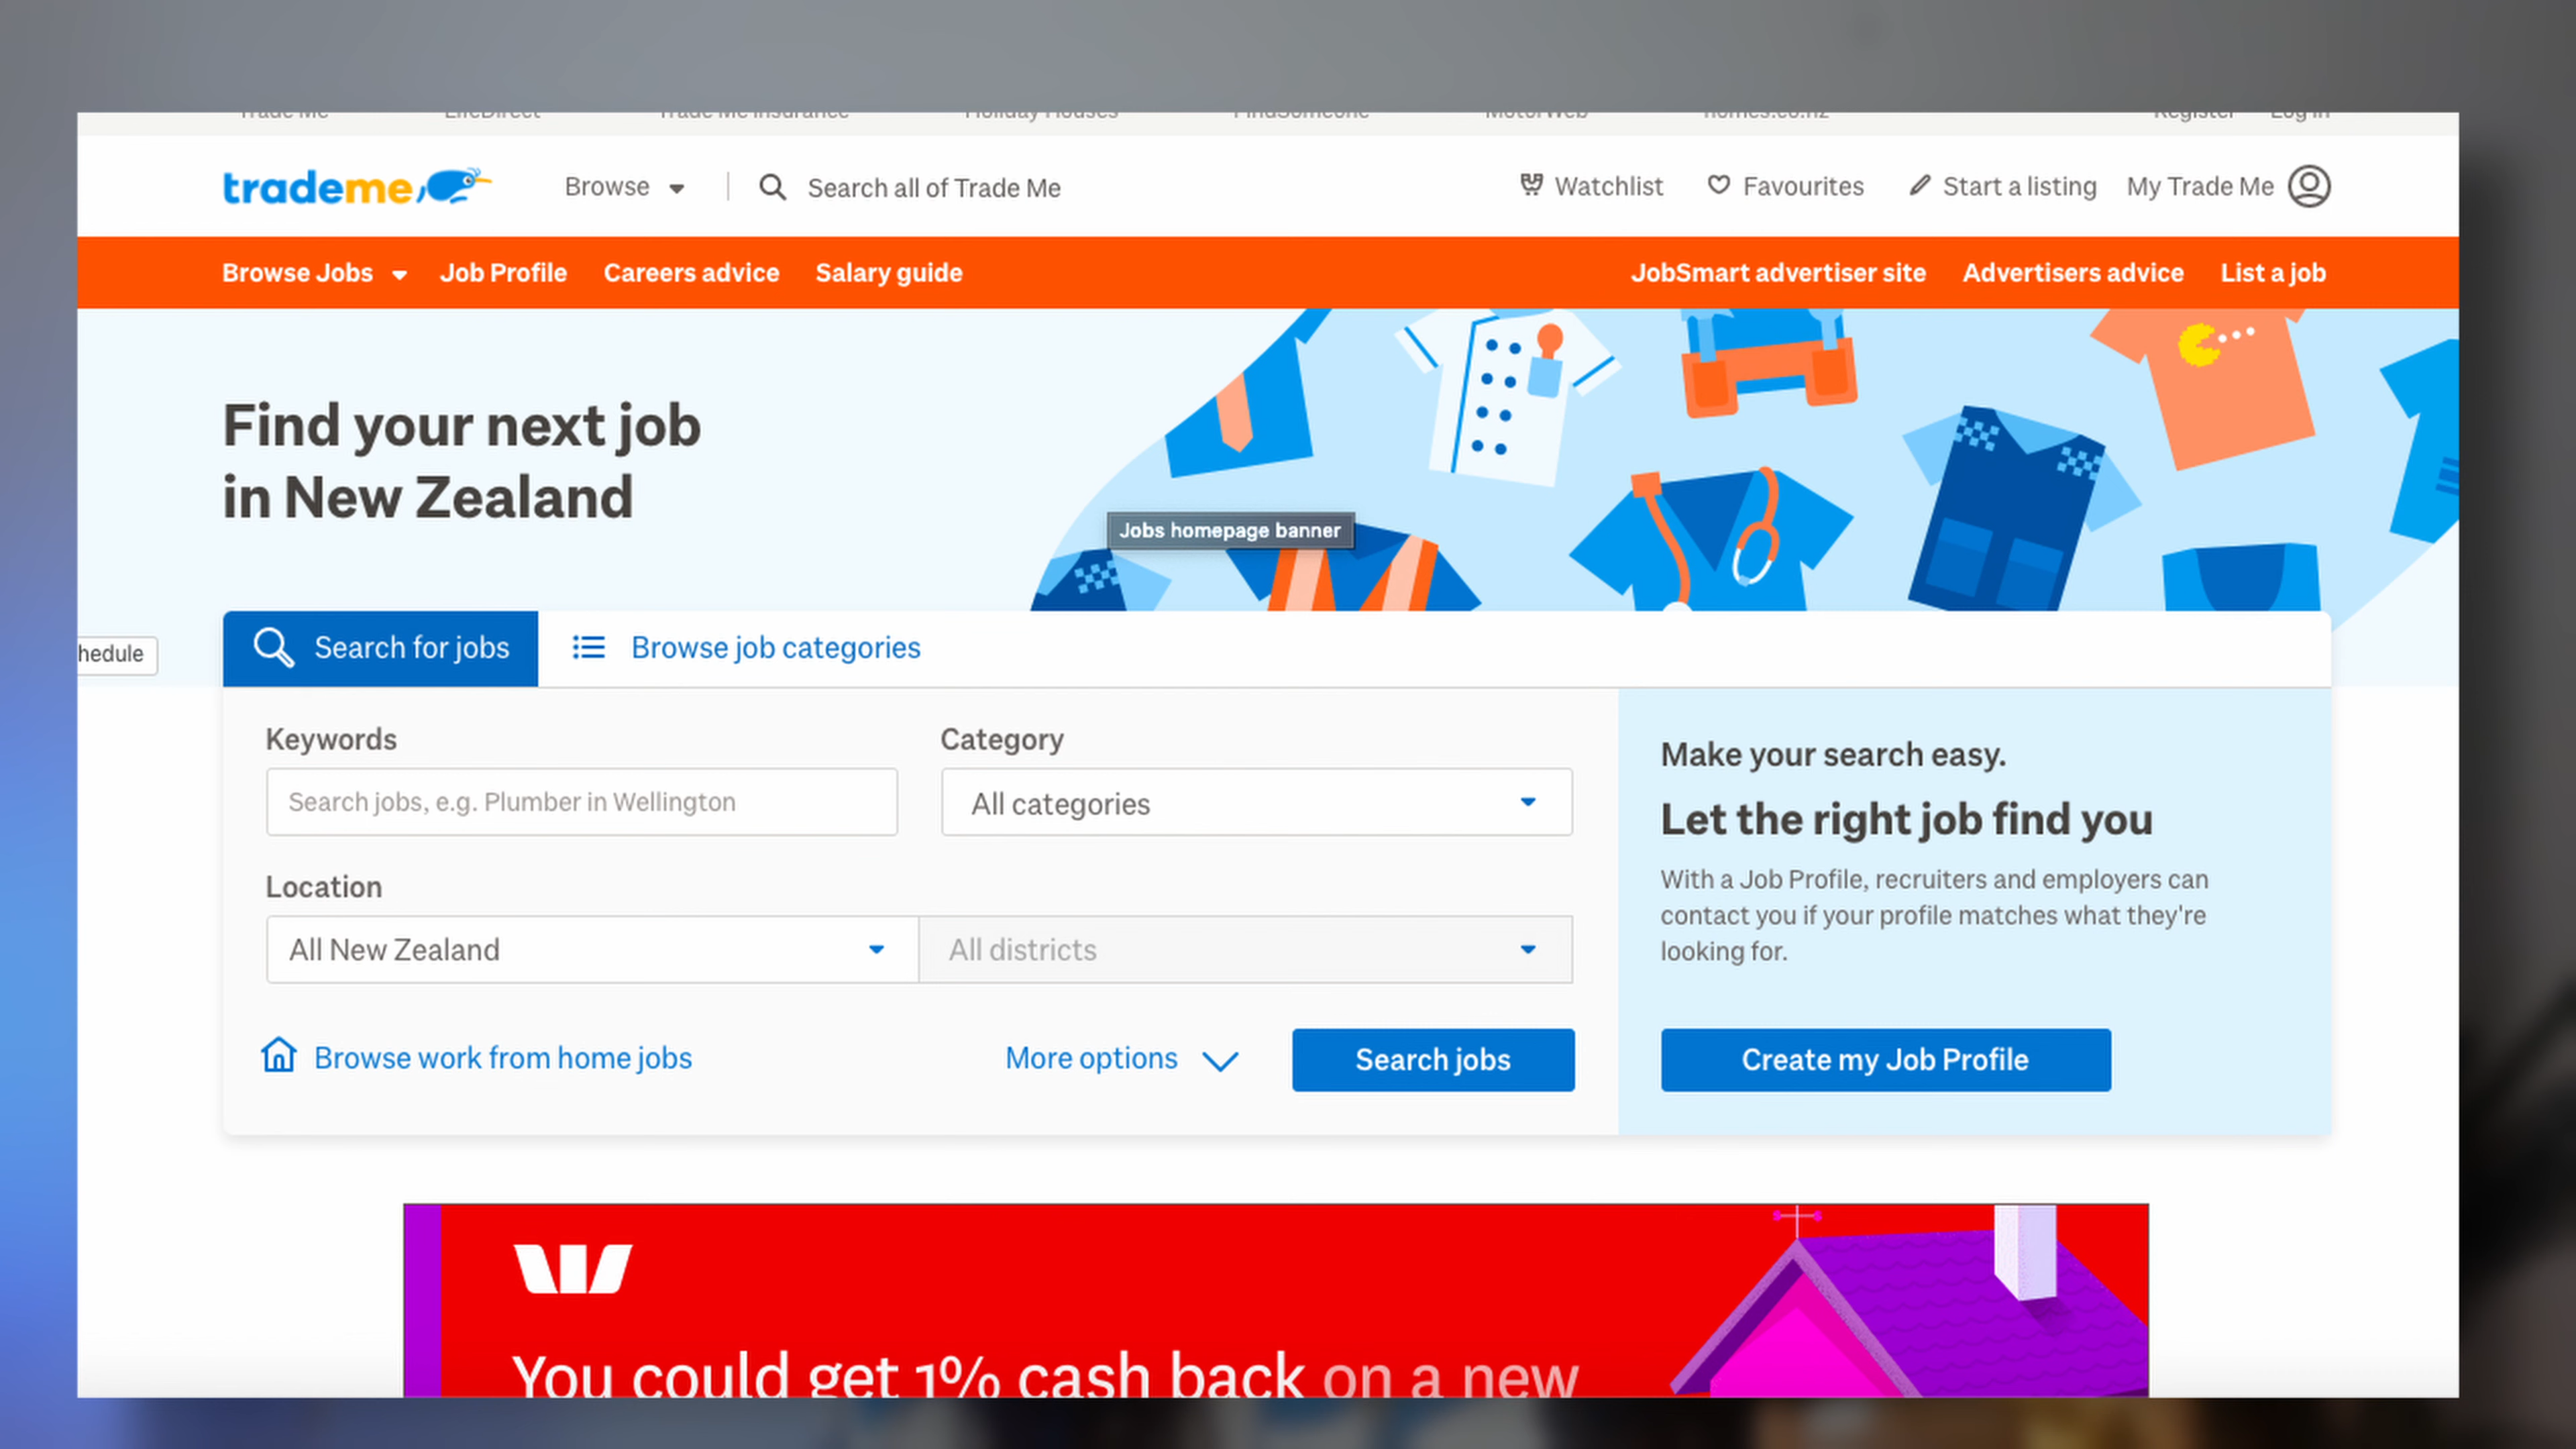 Trade Me LifeDirect Trade Me Insurance Holiday Houses FindSomeone MotorWeb homes.co.nz Register Log in
trademe Browse Search all of Trade Me Watchlist Favourites Start a listing My Trade Me
Browse Jobs Job Profile Careers advice Salary guide JobSmart advertiser site Advertisers advice List a job
Find your next job
in New Zealand
Jobs homepage banner
hedule
Search for jobs Browse job categories
Keywords
Search jobs, e.g. Plumber in Wellington
Category
All categories
Location
All New Zealand
All districts
Browse work from home jobs
More options
Search jobs
Make your search easy.
Let the right job find you
With a Job Profile, recruiters and employers can
contact you if your profile matches what they're
looking for.
Create my Job Profile
You could get 1% cash back on a new